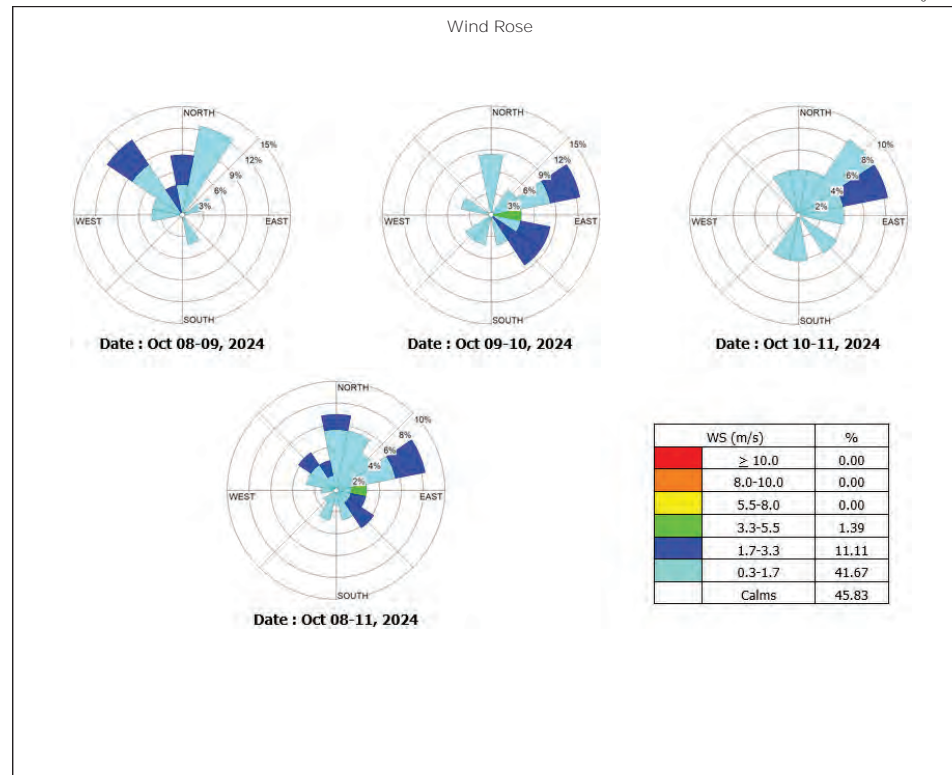 Wind Rose
NORTH
15%
12%
9%
6%
3%
WEST
EAST
SOUTH
Date : Oct 08-09, 2024
NORTH
15%
12%
9%
6%
3%
WEST
EAST
SOUTH
Date : Oct 09-10, 2024
NORTH
10%
8%
6%
4%
2%
WEST
EAST
SOUTH
Date : Oct 10-11, 2024
NORTH
10%
8%
6%
4%
2%
WEST
EAST
SOUTH
Date : Oct 08-11, 2024
WS (m/s) %
≥ 10.0 0.00
8.0-10.0 0.00
5.5-8.0 0.00
3.3-5.5 1.39
1.7-3.3 11.11
0.3-1.7 41.67
Calms 45.83